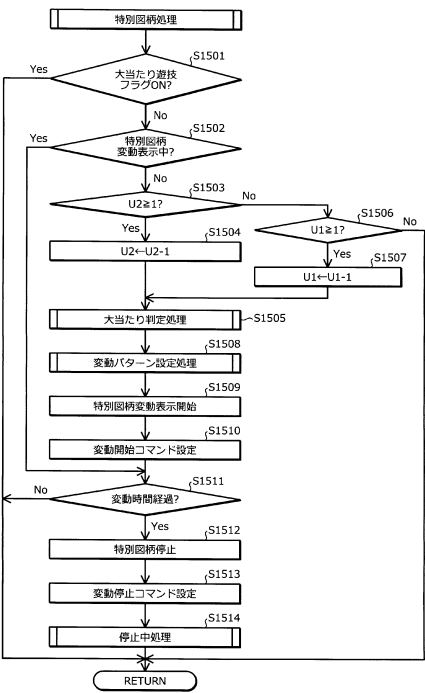 特別図柄処理
S1501
Yes
大当たり遊技
フラグON?
No
S1502
Yes
特別図柄
変動表示中?
No
S1503
No
U2≧1?
S1506
No
Yes
U1≧1?
S1504
U2←U2-1
Yes
S1507
U1←U1-1
大当たり判定処理
S1505
S1508
変動パターン設定処理
S1509
特別図柄変動表示開始
S1510
変動開始コマンド設定
S1511
No
変動時間経過?
Yes
S1512
特別図柄停止
S1513
変動停止コマンド設定
S1514
停止中処理
RETURN